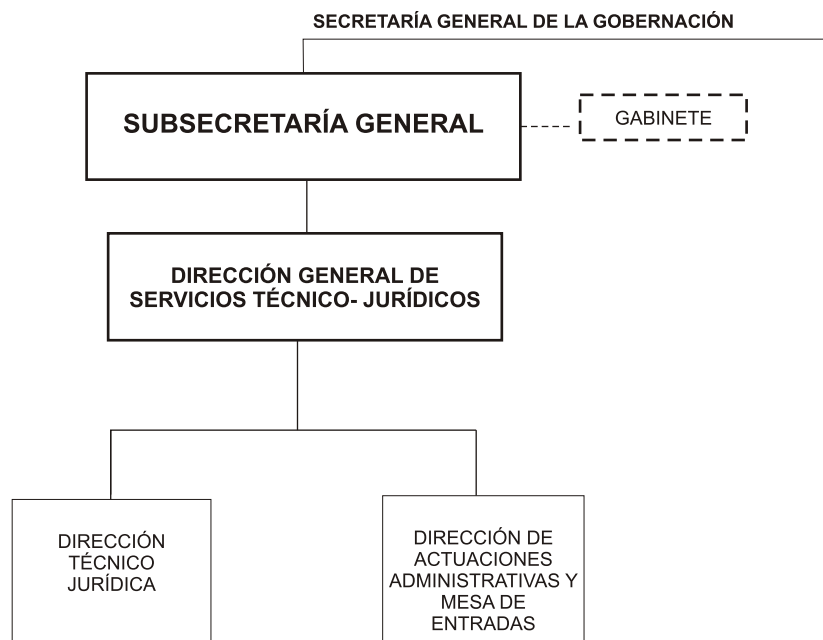 SECRETARÍA GENERAL DE LA GOBERNACIÓN
SUBSECRETARÍA GENERAL
GABINETE
DIRECCIÓN GENERAL DE
SERVICIOS TÉCNICO- JURÍDICOS
DIRECCIÓN
TÉCNICO
JURÍDICA
DIRECCIÓN DE
ACTUACIONES
ADMINISTRATIVAS Y
MESA DE
ENTRADAS